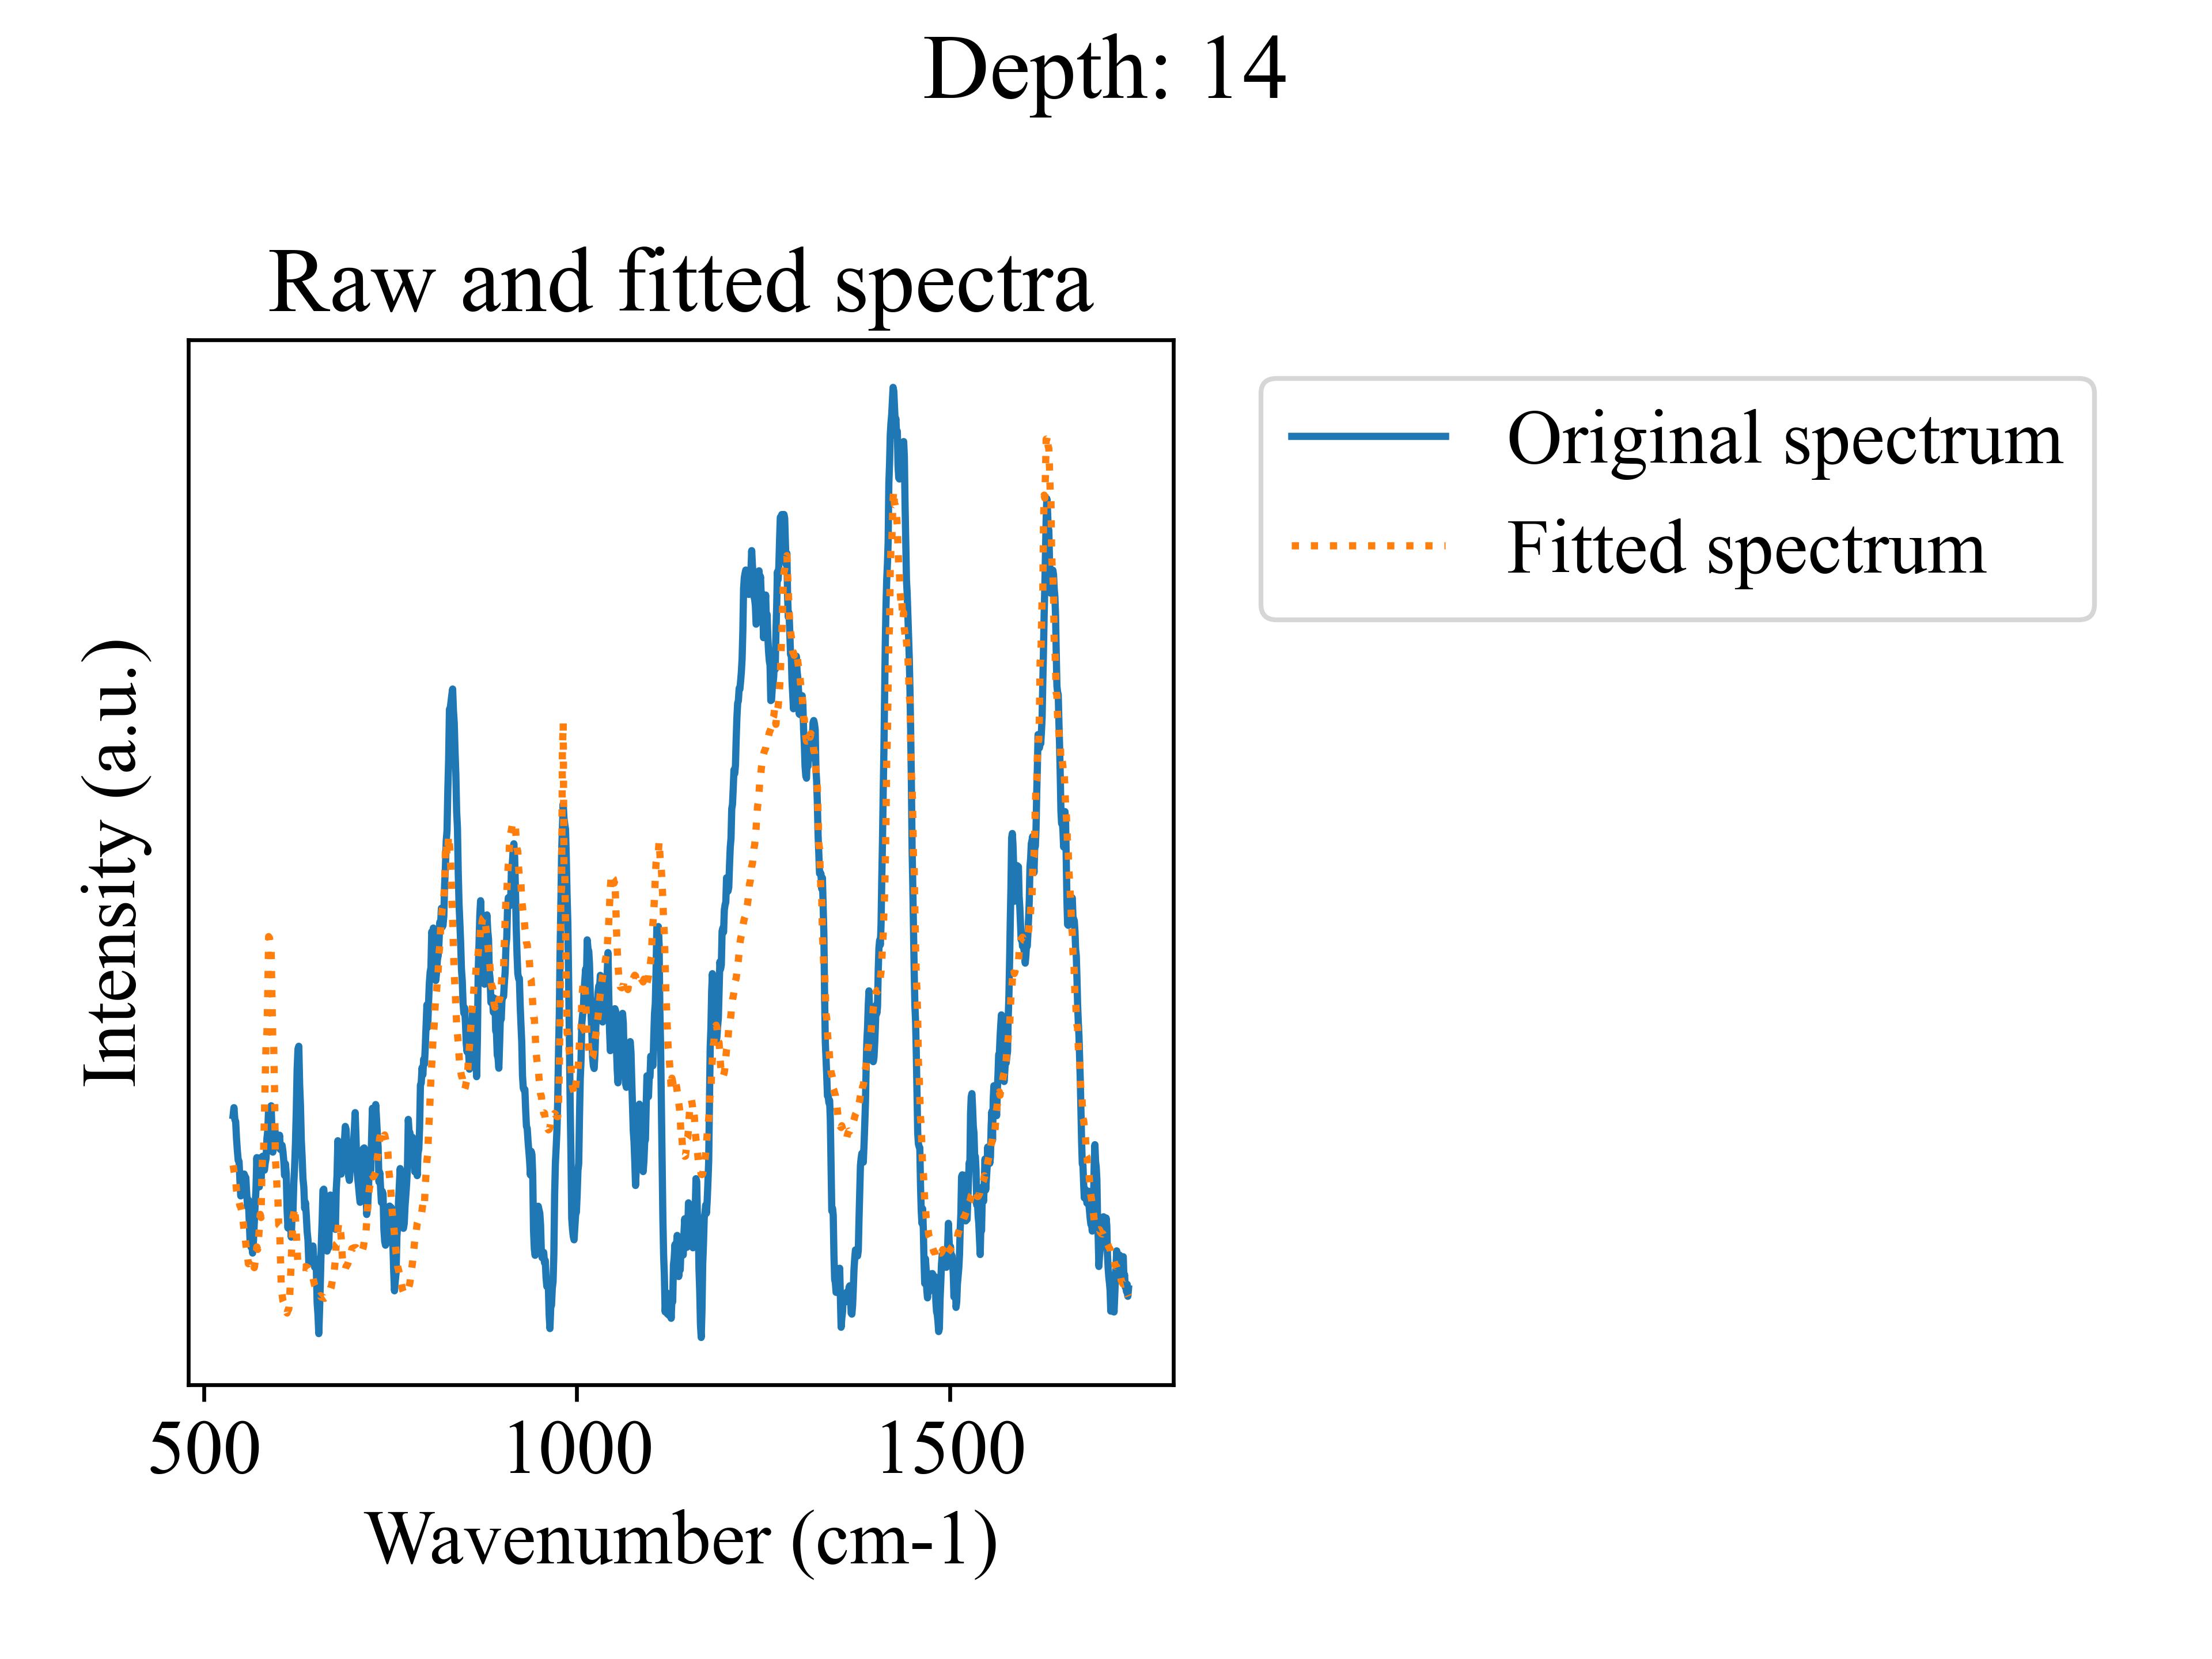 Depth: 14
Raw and fitted spectra
Original spectrum
Fitted spectrum
Intensity (a.u.)
500 1000 1500
Wavenumber (cm-1)